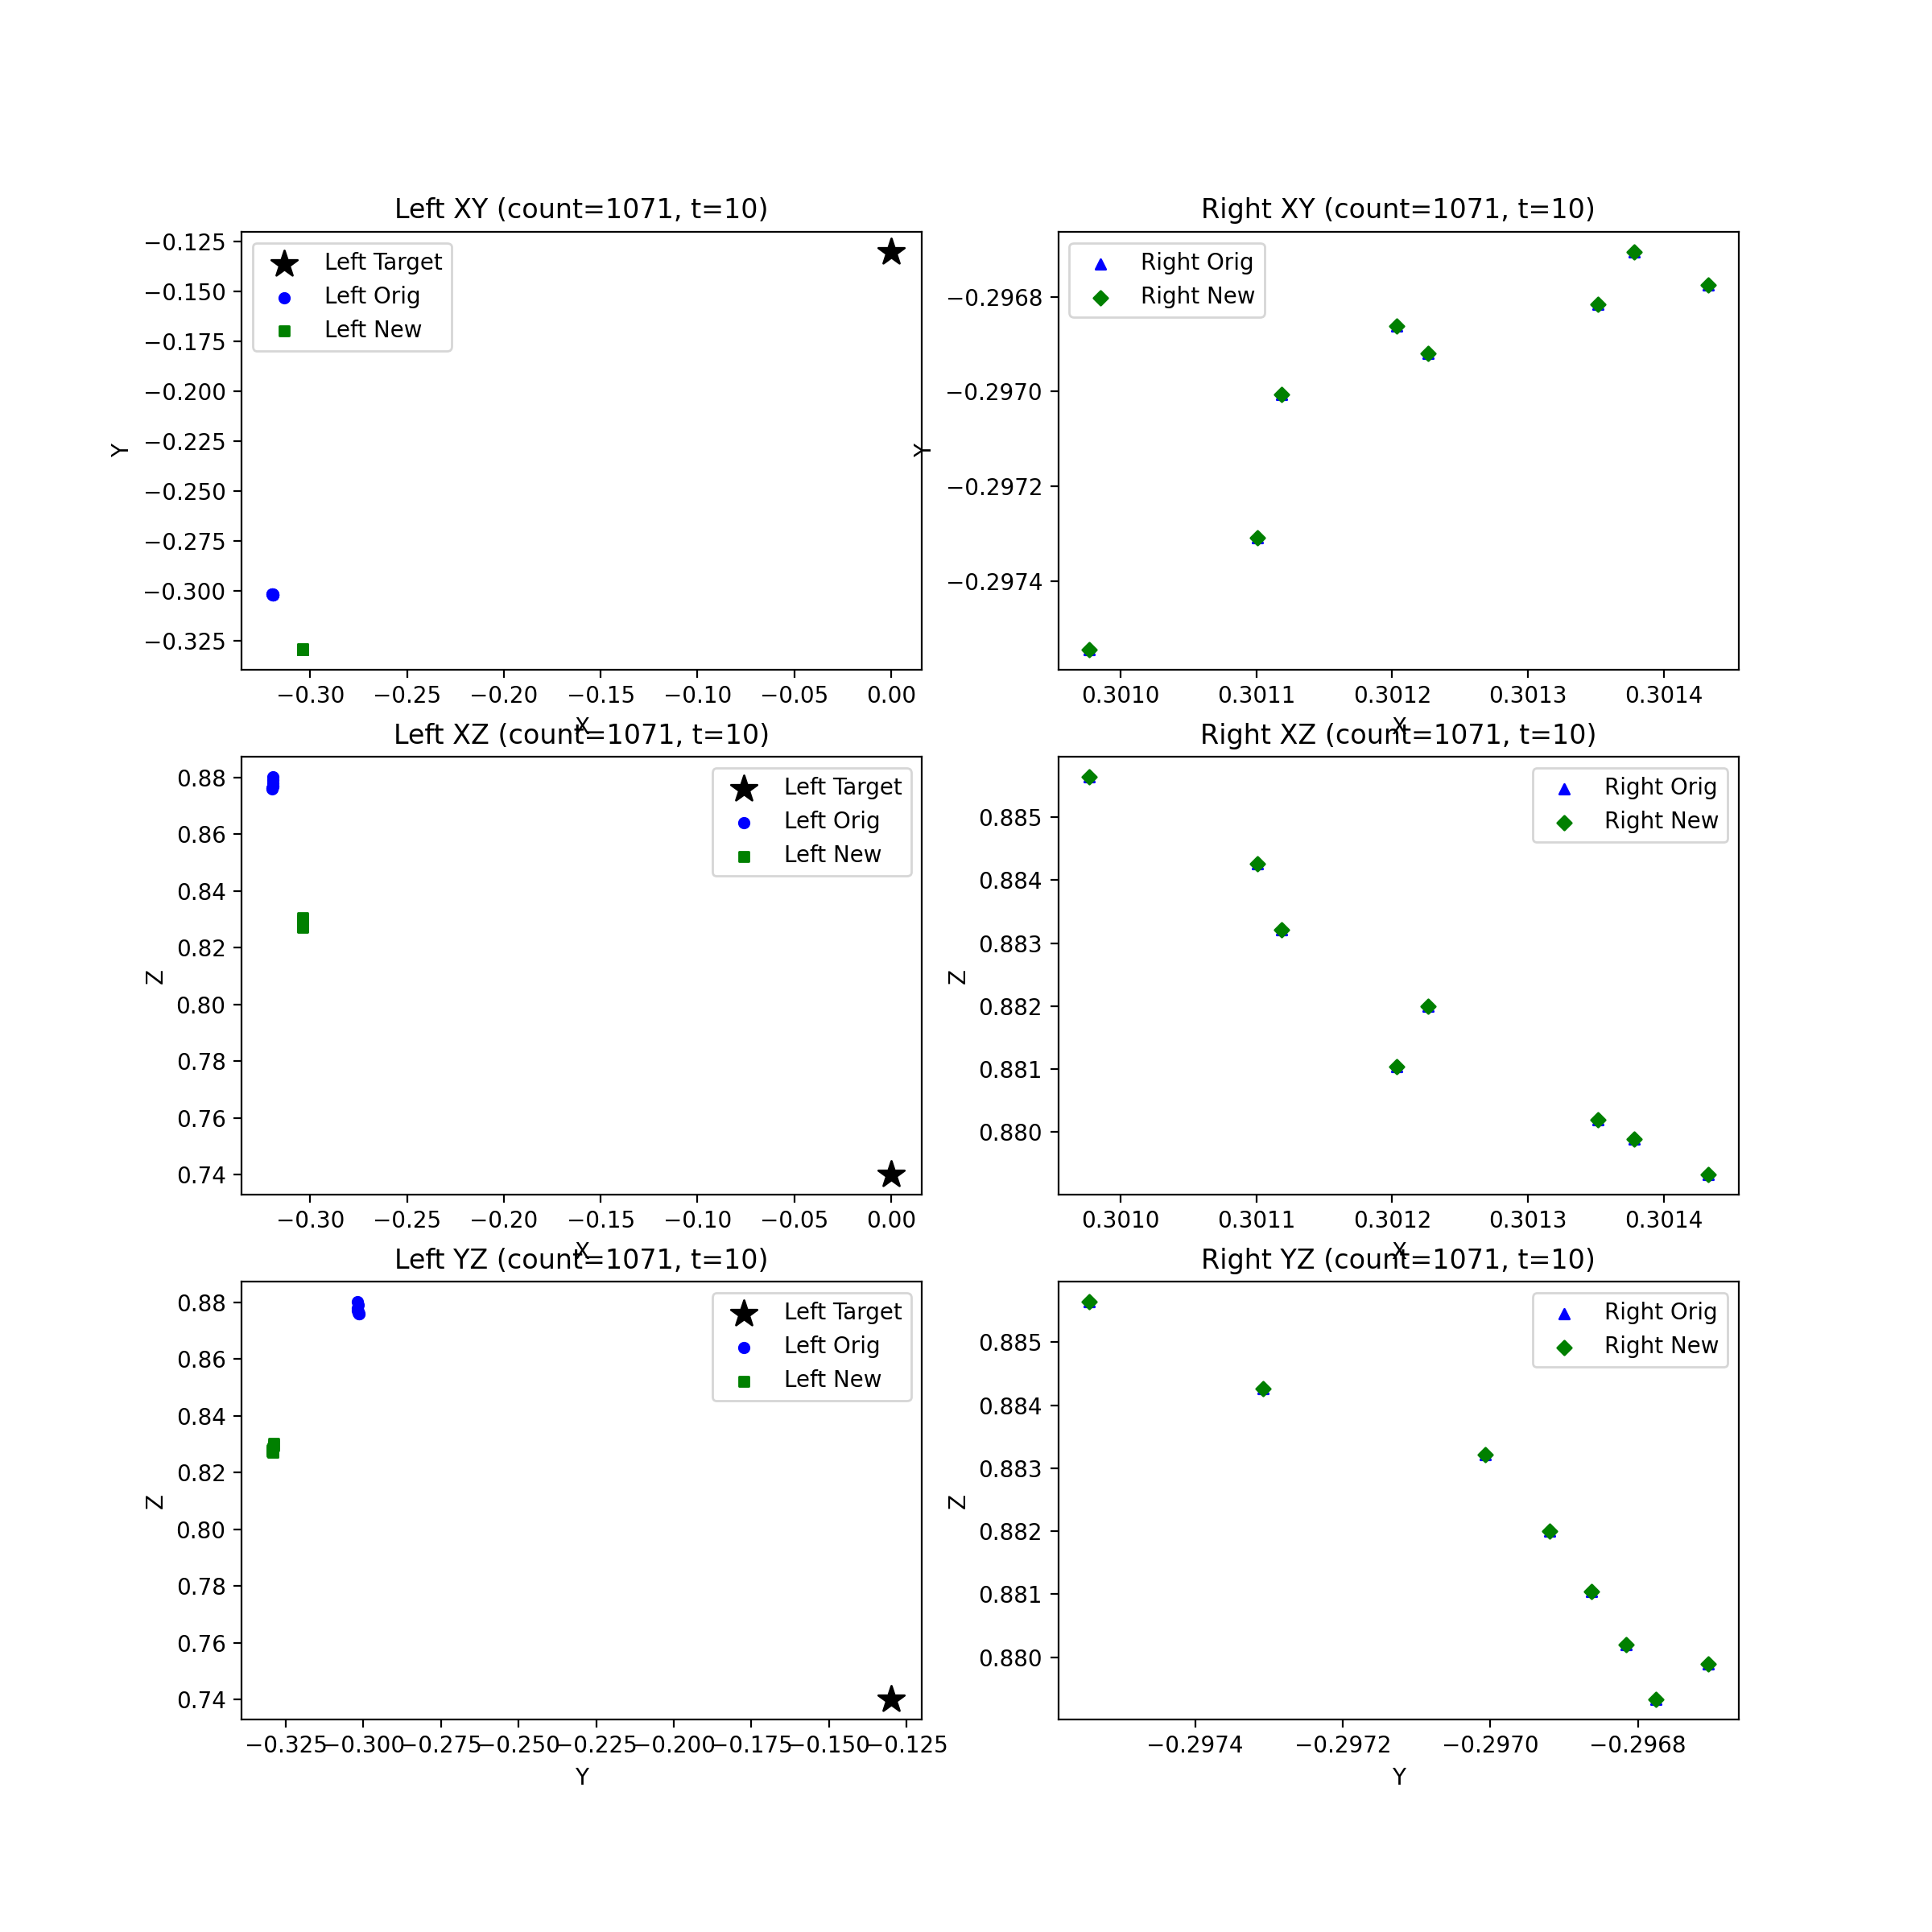 Left XY (count=1071, t=10)
Left Target
Left Orig
Left New
−0.125
−0.150
−0.175
−0.200
−0.225
−0.250
−0.275
−0.300
−0.325
Y
−0.30 −0.25 −0.20 −0.15 −0.10 −0.05 0.00
X
Right XY (count=1071, t=10)
Right Orig
Right New
−0.2968
−0.2970
−0.2972
−0.2974
Y
0.3010 0.3011 0.3012 0.3013 0.3014
X
Left XZ (count=1071, t=10)
Left Target
Left Orig
Left New
0.88
0.86
0.84
0.82
0.80
0.78
0.76
0.74
Z
−0.30 −0.25 −0.20 −0.15 −0.10 −0.05 0.00
X
Right XZ (count=1071, t=10)
Right Orig
Right New
0.885
0.884
0.883
0.882
0.881
0.880
Z
0.3010 0.3011 0.3012 0.3013 0.3014
X
Left YZ (count=1071, t=10)
Left Target
Left Orig
Left New
0.88
0.86
0.84
0.82
0.80
0.78
0.76
0.74
Z
−0.325 −0.300 −0.275 −0.250 −0.225 −0.200 −0.175 −0.150 −0.125
Y
Right YZ (count=1071, t=10)
Right Orig
Right New
0.885
0.884
0.883
0.882
0.881
0.880
Z
−0.2974 −0.2972 −0.2970 −0.2968
Y